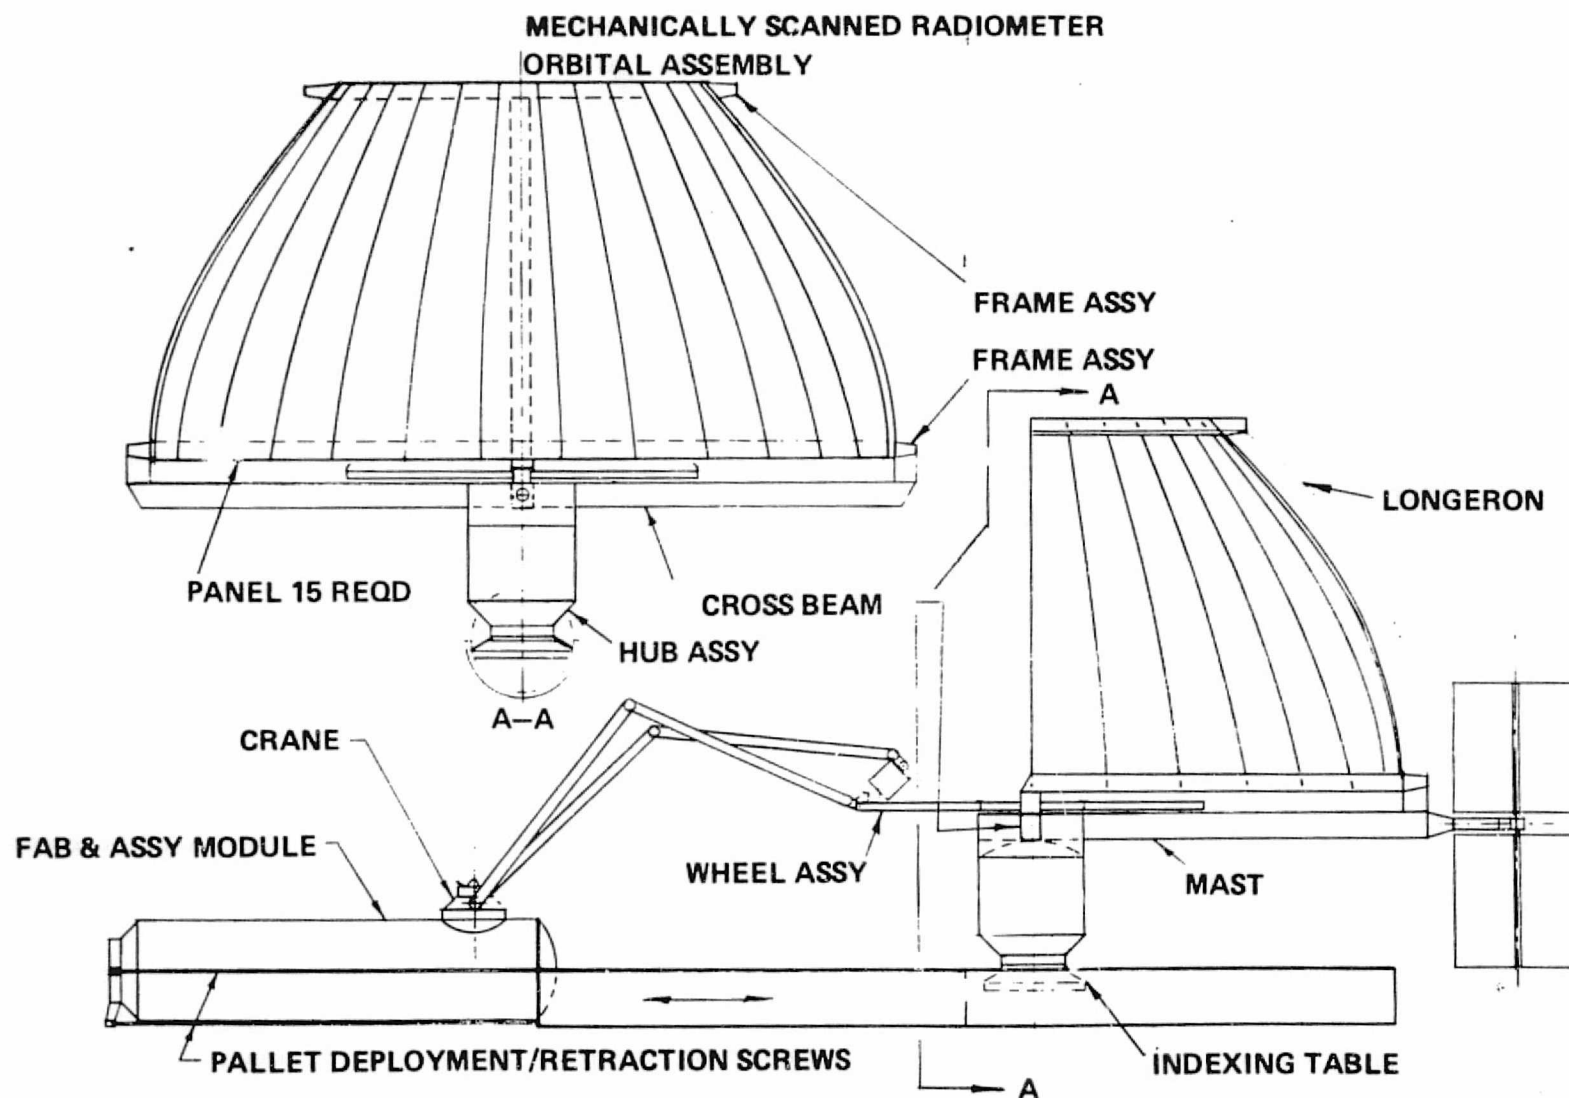 MECHANICALLY SCANNED RADIOMETER
ORBITAL ASSEMBLY
FRAME ASSY
FRAME ASSY
A
LONGERON
PANEL 15 REQD
CROSS BEAM
HUB ASSY
A–A
CRANE
FAB & ASSY MODULE
WHEEL ASSY
MAST
PALLET DEPLOYMENT/RETRACTION SCREWS
INDEXING TABLE
A